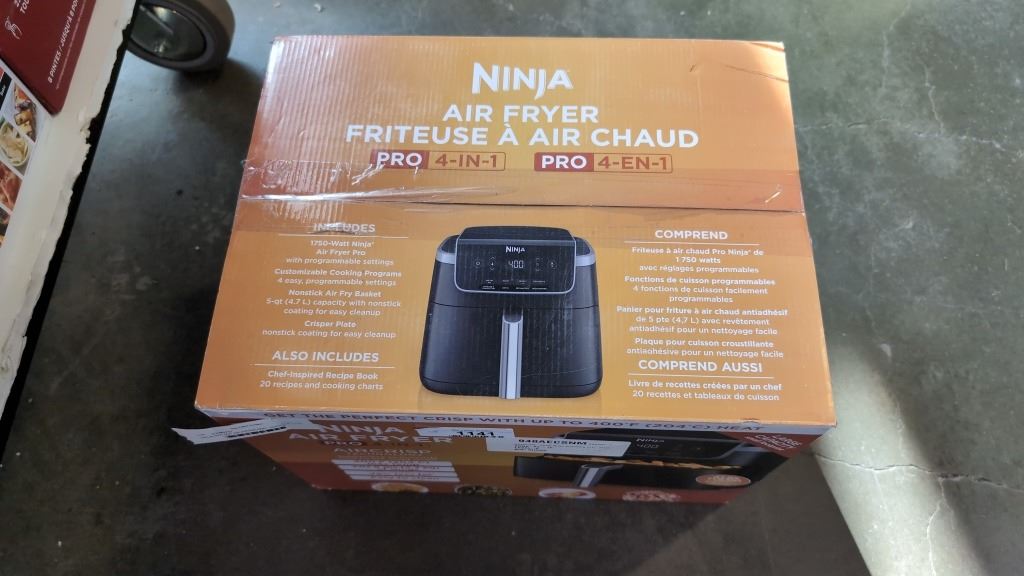 NINJA
AIR FRYER
FRITEUSE À AIR CHAUD
PRO 4-IN-1 PRO 4-EN-1
INCLUDES
1750-Watt Ninja®
Air Fryer Pro
with programmable settings
Customizable Cooking Programs
4 easy, programmable settings
Nonstick Air Fry Basket
5-qt (4.7 L) capacity with nonstick
coating for easy cleanup
Crisper Plate
nonstick coating for easy cleanup
ALSO INCLUDES
Chef-Inspired Recipe Book
20 recipes and cooking charts
NINJA
400
COMPREND
Friteuse à air chaud Pro Ninja® de
1 750 watts
avec réglages programmables
Fonctions de cuisson programmables
4 fonctions de cuisson facilement
programmables
Panier pour friture à air chaud antiadhésif
de 5 pte (4,7 L) avec revêtement
antiadhésif pour un nettoyage facile
Plaque pour cuisson croustillante
antiadhésive pour un nettoyage facile
COMPREND AUSSI
Livre de recettes créées par un chef
20 recettes et tableaux de cuisson
SET THE PERFECT CRISP WITH UP TO 400°F (204°C) HEAT
NINJA
AIR FRYER
1141
NINJA
400